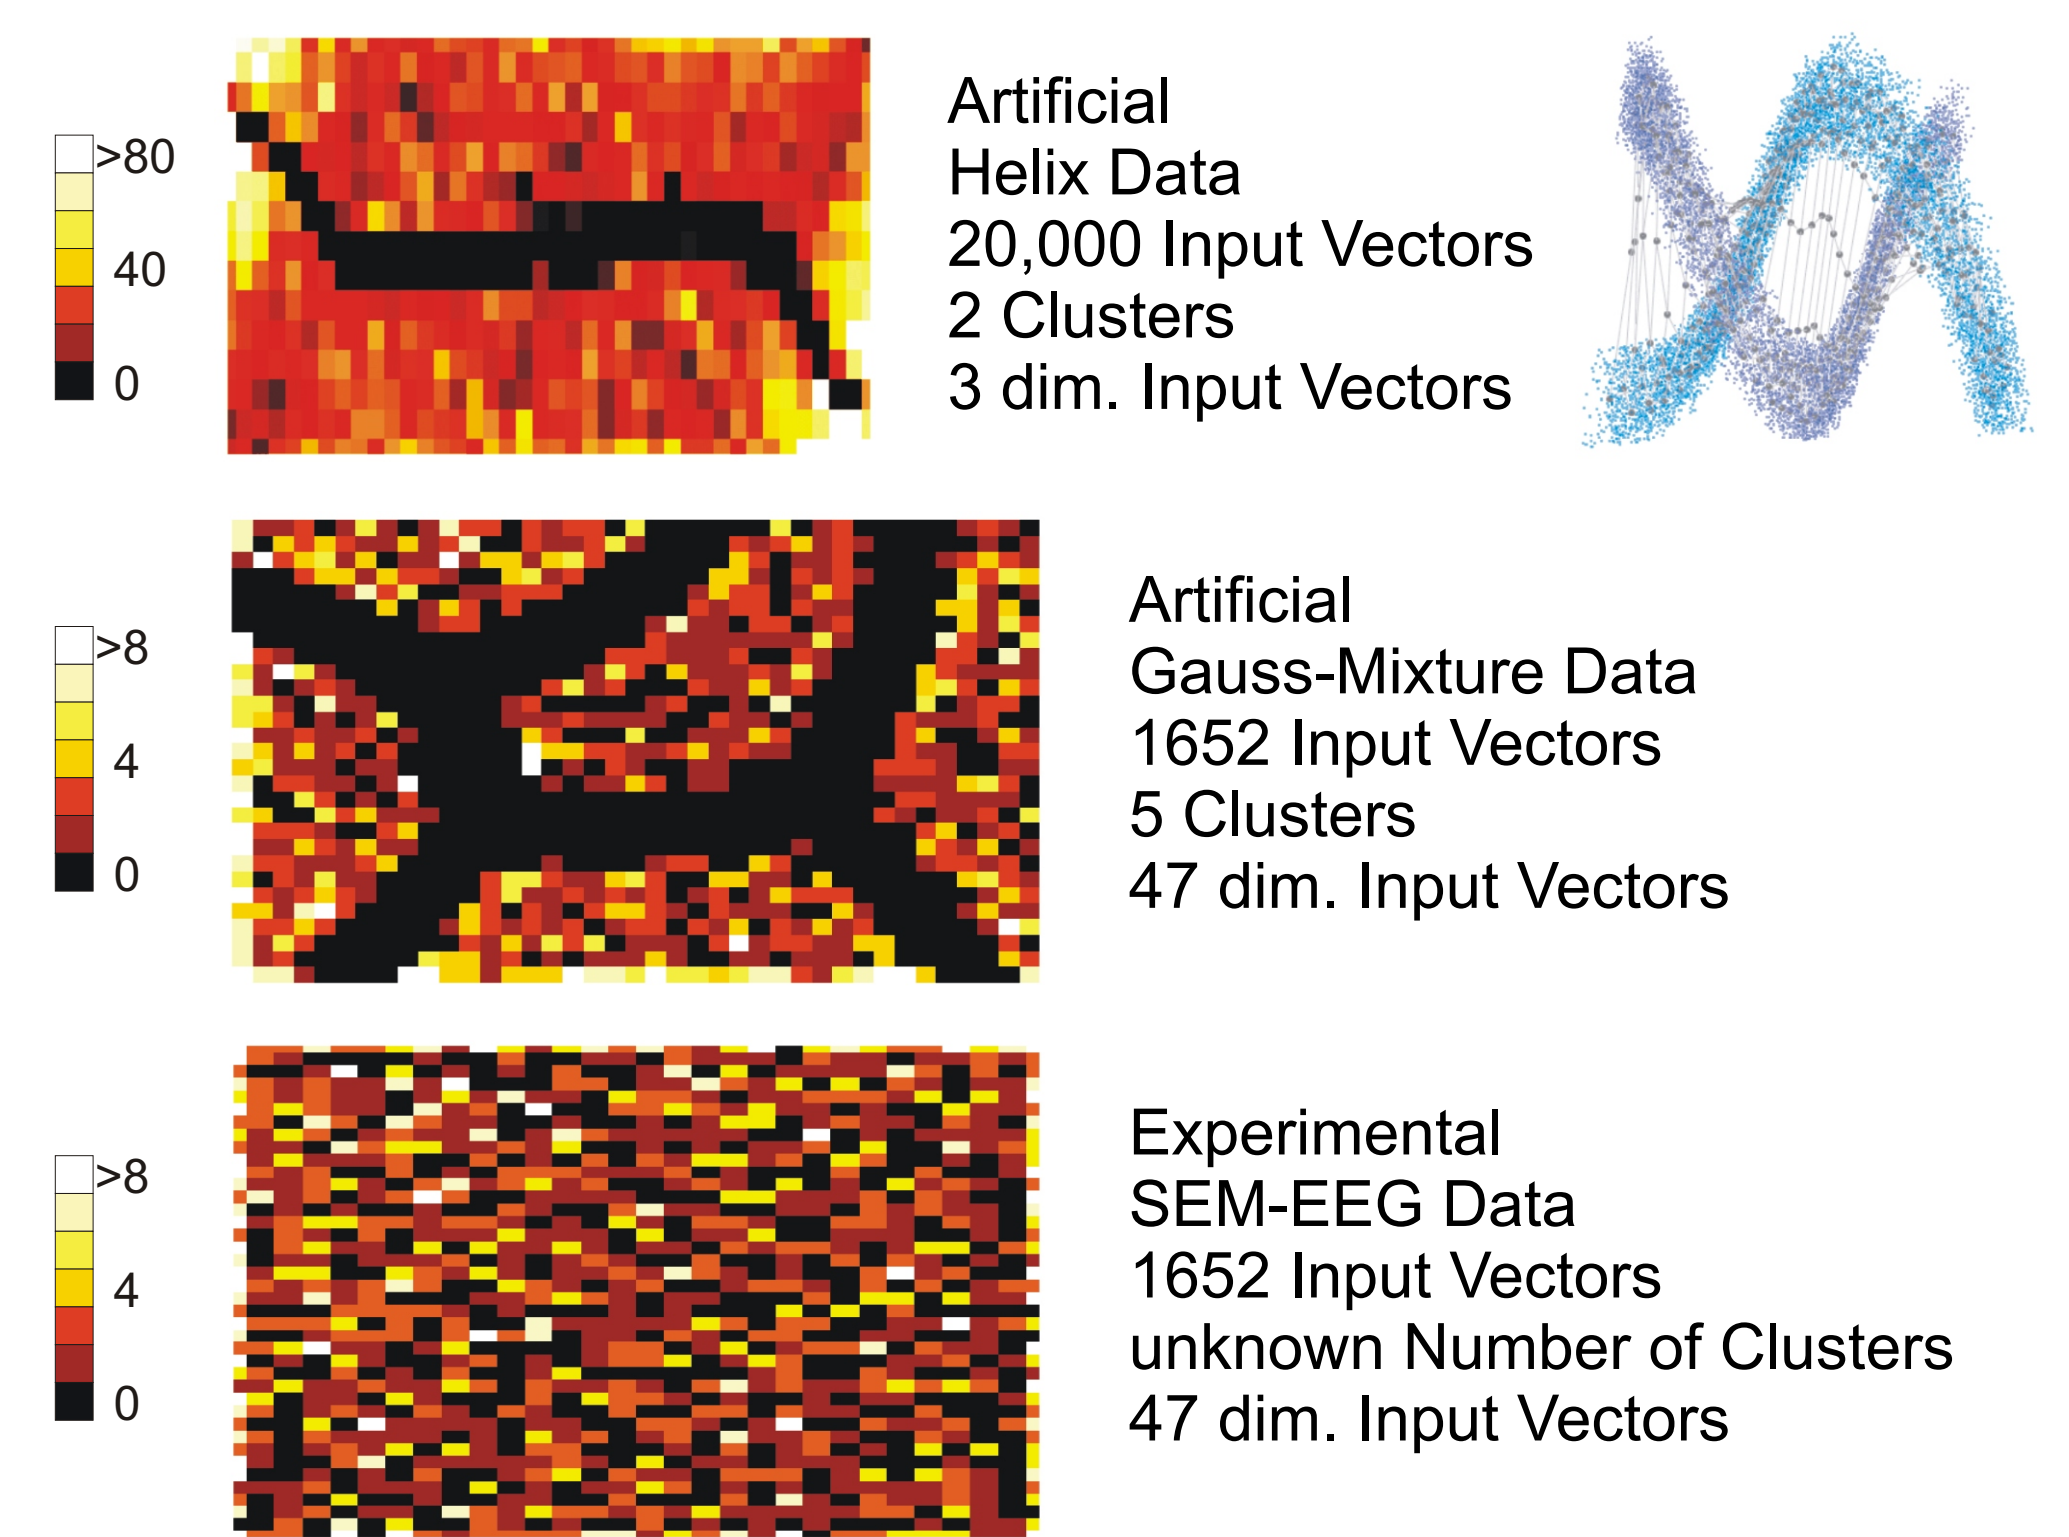 >80
40
0
Artificial
Helix Data
20,000 Input Vectors
2 Clusters
3 dim. Input Vectors
>8
4
0
Artificial
Gauss-Mixture Data
1652 Input Vectors
5 Clusters
47 dim. Input Vectors
>8
4
0
Experimental
SEM-EEG Data
1652 Input Vectors
unknown Number of Clusters
47 dim. Input Vectors